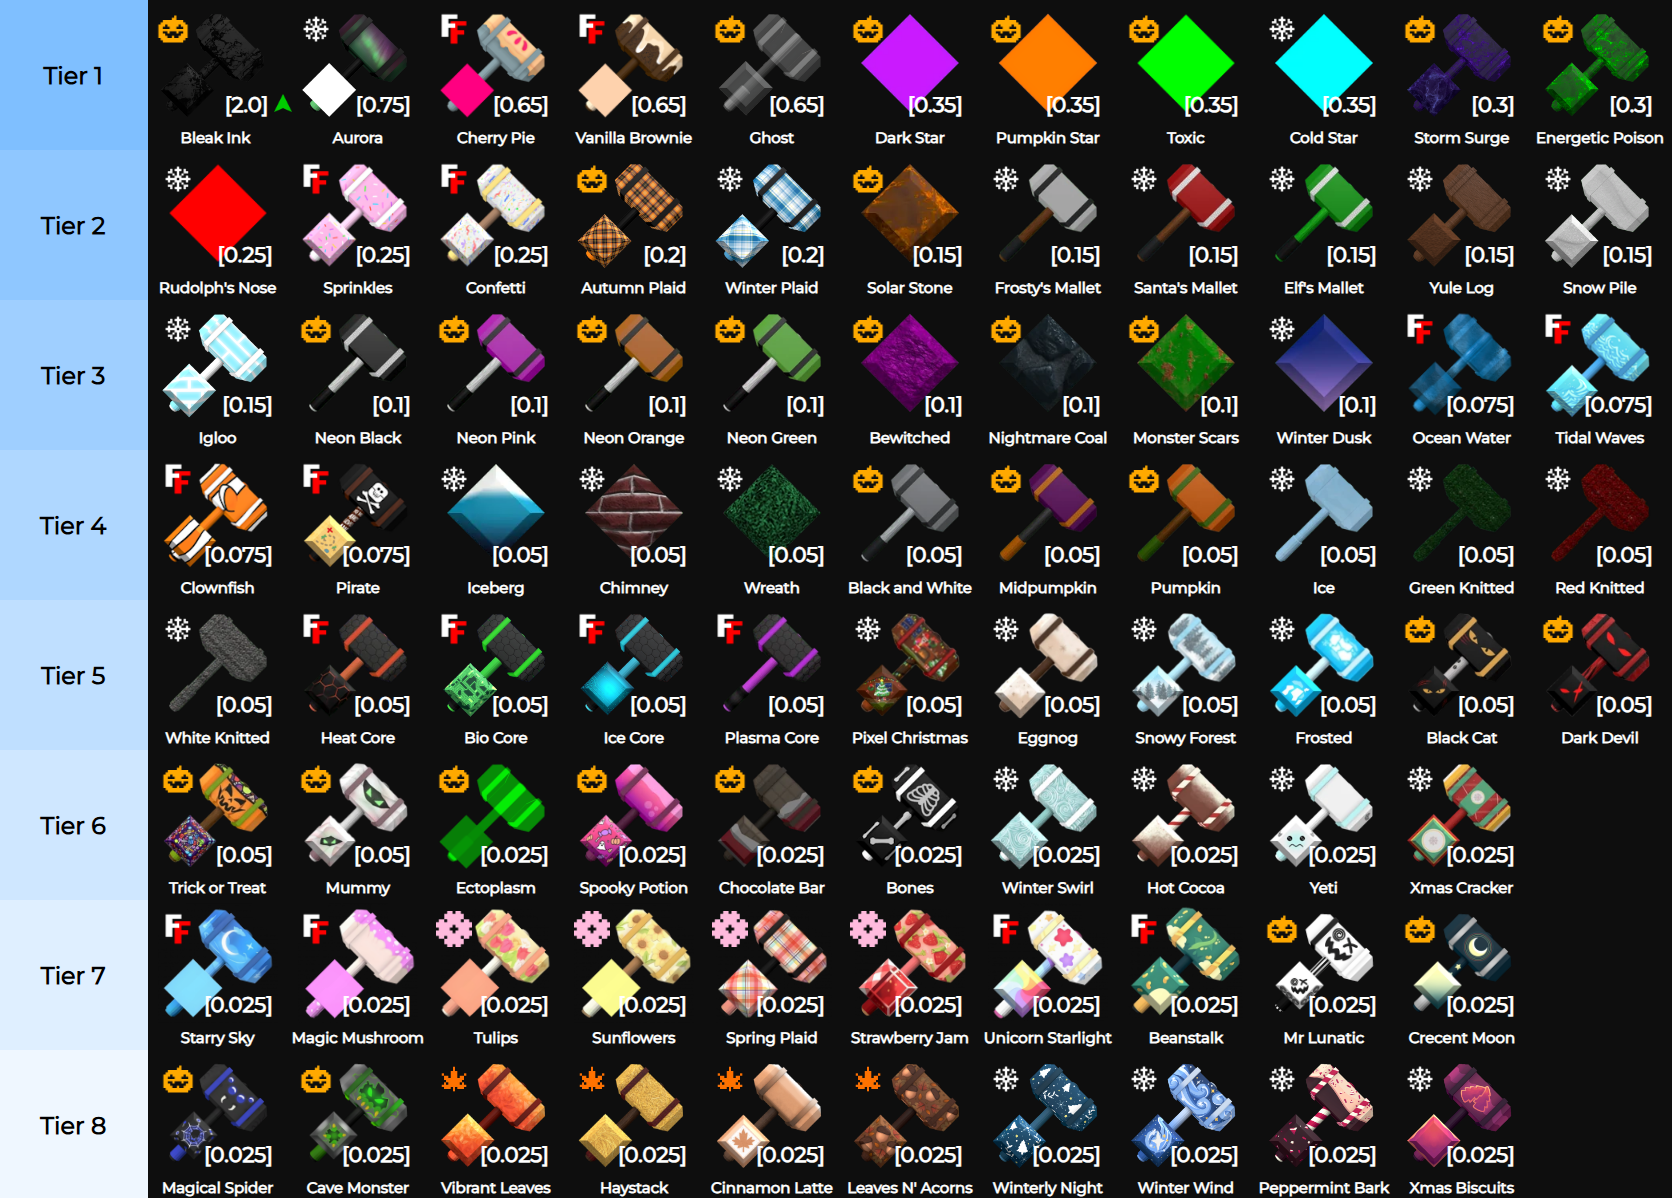 Tier 1
[2.0] [0.75] [0.65] [0.65] [0.65] [0.35] [0.35] [0.35] [0.35] [0.3] [0.3]
Bleak Ink Aurora Cherry Pie Vanilla Brownie Ghost Dark Star Pumpkin Star Toxic Cold Star Storm Surge Energetic Poison
Tier 2
[0.25] [0.25] [0.25] [0.2] [0.2] [0.15] [0.15] [0.15] [0.15] [0.15] [0.15]
Rudolph's Nose Sprinkles Confetti Autumn Plaid Winter Plaid Solar Stone Frosty's Mallet Santa's Mallet Elf's Mallet Yule Log Snow Pile
Tier 3
[0.15] [0.1] [0.1] [0.1] [0.1] [0.1] [0.1] [0.1] [0.1] [0.075] [0.075]
Igloo Neon Black Neon Pink Neon Orange Neon Green Bewitched Nightmare Coal Monster Scars Winter Dusk Ocean Water Tidal Waves
Tier 4
[0.075] [0.075] [0.05] [0.05] [0.05] [0.05] [0.05] [0.05] [0.05] [0.05] [0.05]
Clownfish Pirate Iceberg Chimney Wreath Black and White Midpumpkin Pumpkin Ice Green Knitted Red Knitted
Tier 5
[0.05] [0.05] [0.05] [0.05] [0.05] [0.05] [0.05] [0.05] [0.05] [0.05] [0.05]
White Knitted Heat Core Bio Core Ice Core Plasma Core Pixel Christmas Eggnog Snowy Forest Frosted Black Cat Dark Devil
Tier 6
[0.05] [0.05] [0.025] [0.025] [0.025] [0.025] [0.025] [0.025] [0.025] [0.025]
Trick or Treat Mummy Ectoplasm Spooky Potion Chocolate Bar Bones Winter Swirl Hot Cocoa Yeti Xmas Cracker
Tier 7
[0.025] [0.025] [0.025] [0.025] [0.025] [0.025] [0.025] [0.025] [0.025] [0.025]
Starry Sky Magic Mushroom Tulips Sunflowers Spring Plaid Strawberry Jam Unicorn Starlight Beanstalk Mr Lunatic Crecent Moon
Tier 8
[0.025] [0.025] [0.025] [0.025] [0.025] [0.025] [0.025] [0.025] [0.025] [0.025]
Magical Spider Cave Monster Vibrant Leaves Haystack Cinnamon Latte Leaves N' Acorns Winterly Night Winter Wind Peppermint Bark Xmas Biscuits